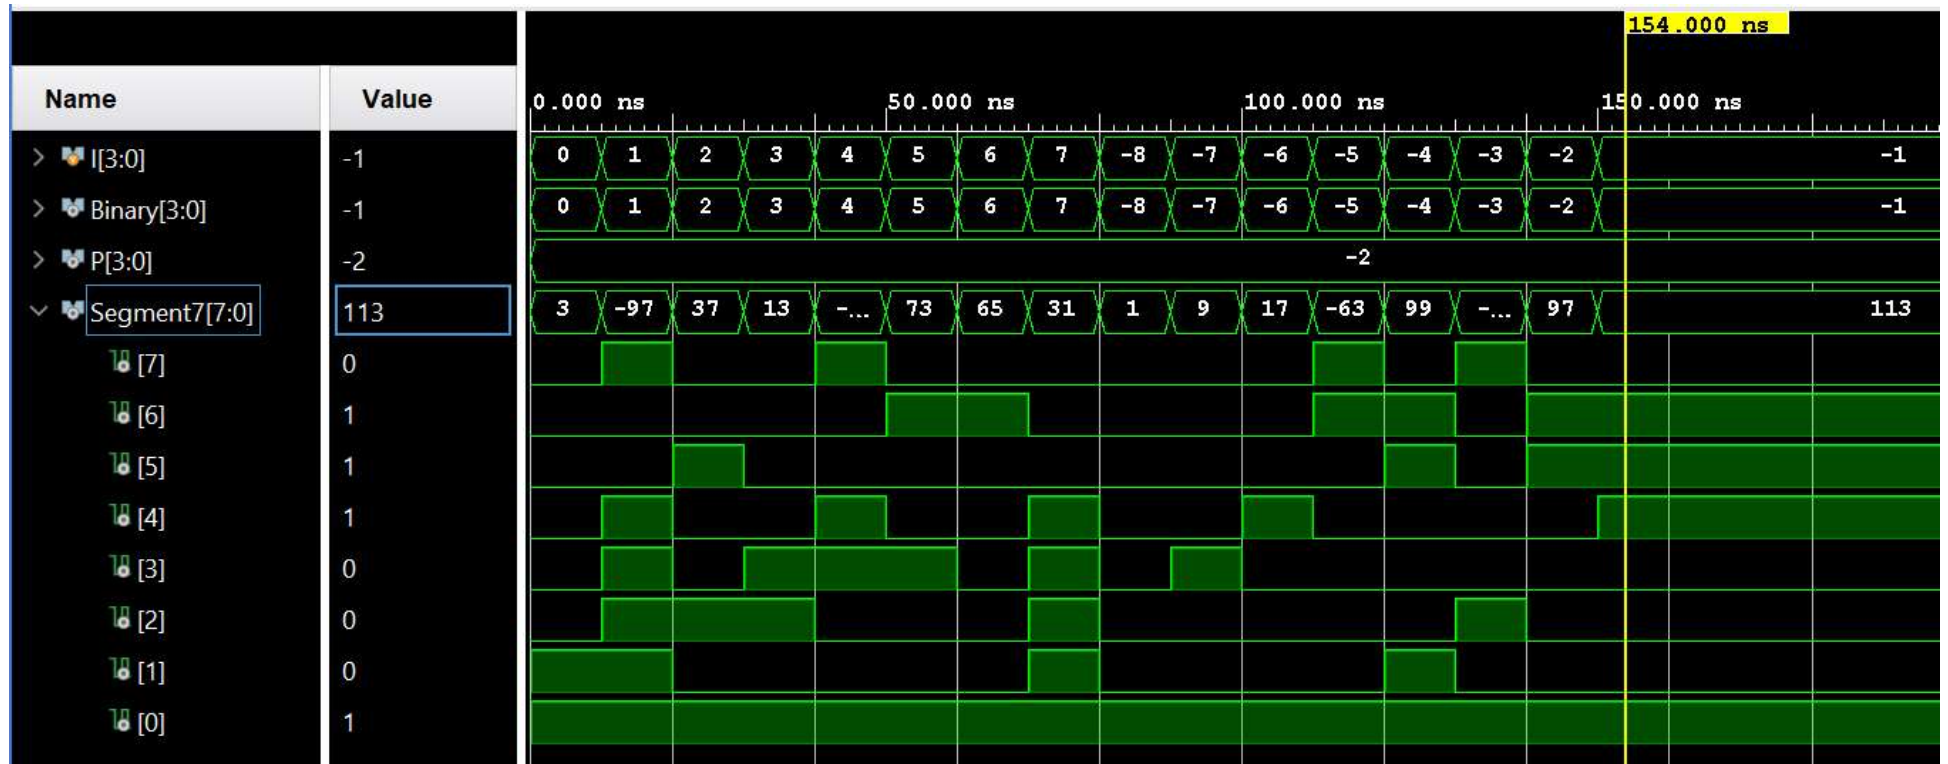 154.000 ns
Name Value 0.000 ns 50.000 ns 100.000 ns 150.000 ns
I[3:0] -1 0 1 2 3 4 5 6 7 -8 -7 -6 -5 -4 -3 -2 -1
Binary[3:0] -1 0 1 2 3 4 5 6 7 -8 -7 -6 -5 -4 -3 -2 -1
P[3:0] -2 -2
Segment7[7:0] 113 3 -97 37 13 -... 73 65 31 1 9 17 -63 99 -... 97 113
[7] 0
[6] 1
[5] 1
[4] 1
[3] 0
[2] 0
[1] 0
[0] 1